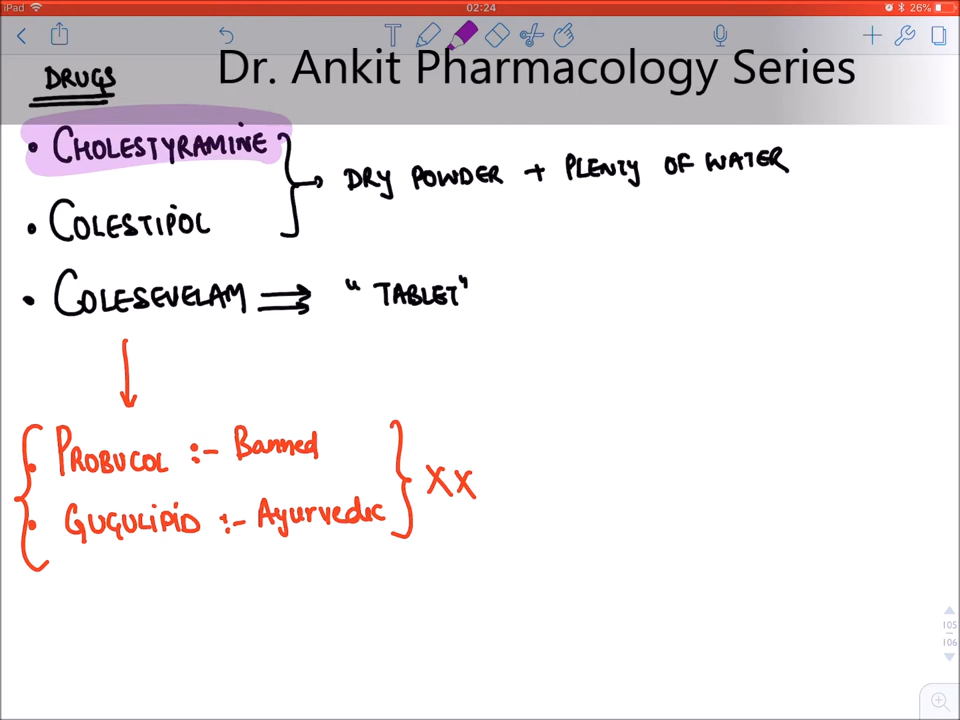 iPad 02:24 26%
Dr. Ankit Pharmacology Series
DRUGS
• CHOLESTYRAMINE
DRY POWDER + PLENTY OF WATER
• COLESTIPOL
• COLESEVELAM ⇒ "TABLET"
• PROBUCOL :- Banned
XX
• GUGULIPID :- Ayurvedic
105
106